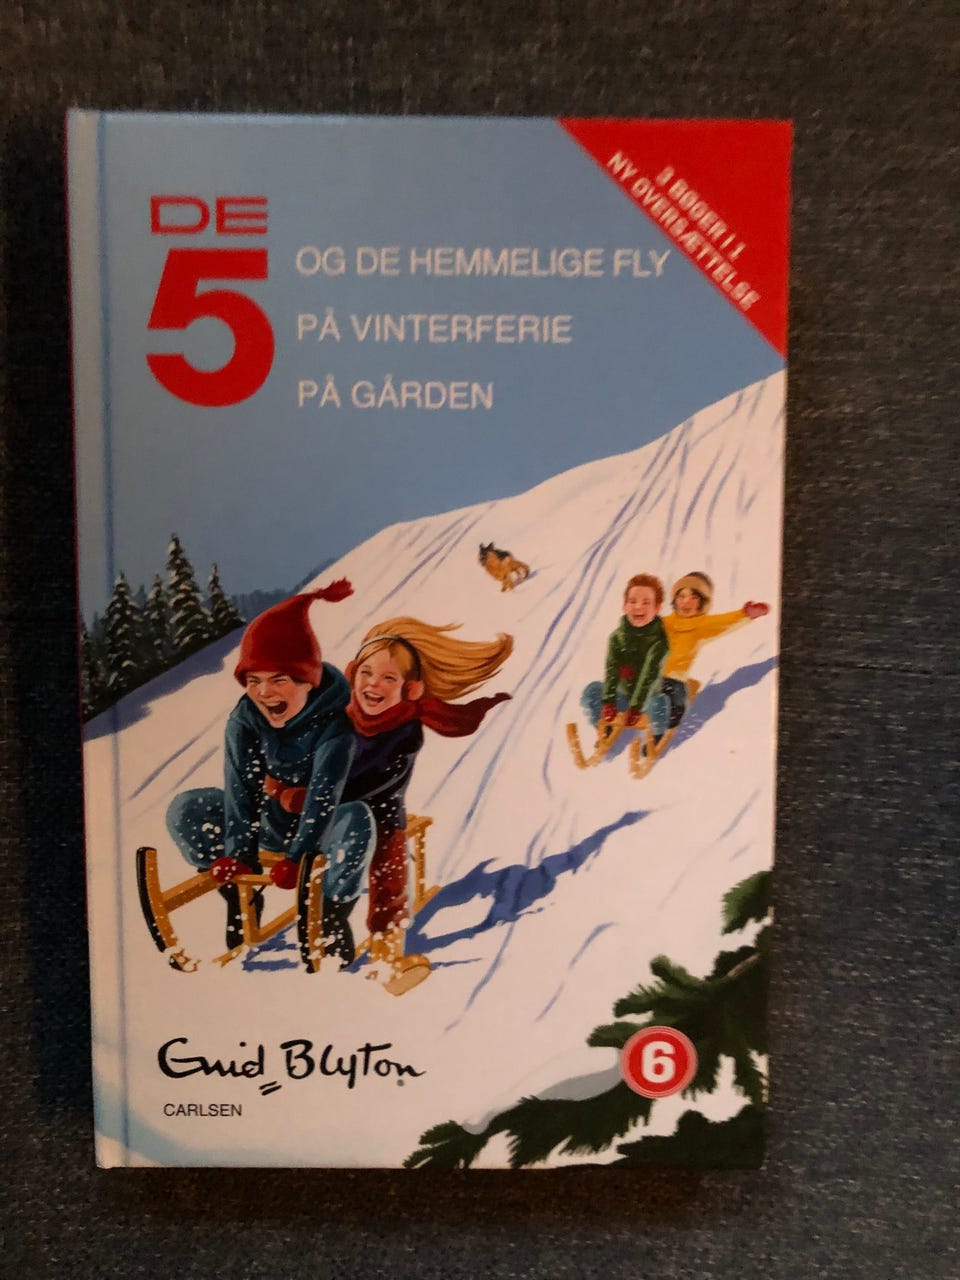 3 BØGER I 1
NY OVERSÆTTELSE
DE
5
OG DE HEMMELIGE FLY
PÅ VINTERFERIE
PÅ GÅRDEN
Enid Blyton
CARLSEN
6